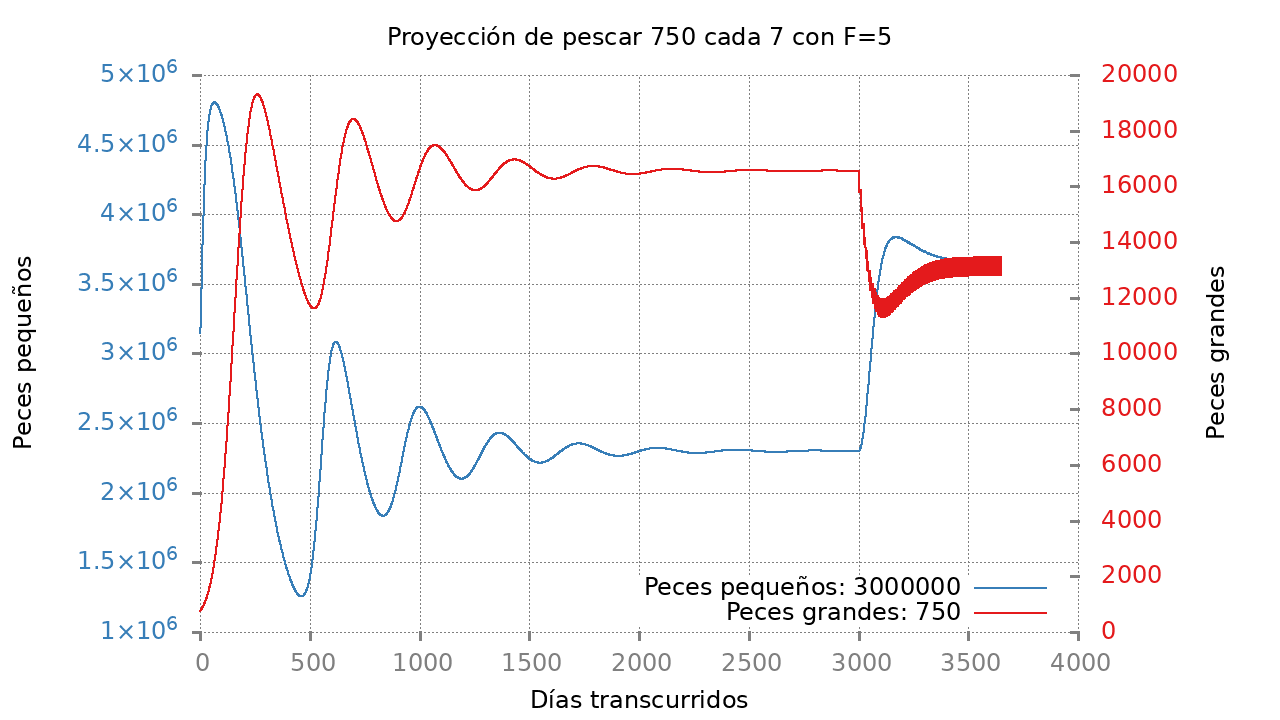 Proyección de pescar 750 cada 7 con F=5
5×10⁶
4.5×10⁶
4×10⁶
3.5×10⁶
3×10⁶
2.5×10⁶
2×10⁶
1.5×10⁶
1×10⁶
Peces pequeños
20000
18000
16000
14000
12000
10000
8000
6000
4000
2000
0
Peces grandes
Peces pequeños: 3000000
Peces grandes: 750
0 500 1000 1500 2000 2500 3000 3500 4000
Días transcurridos